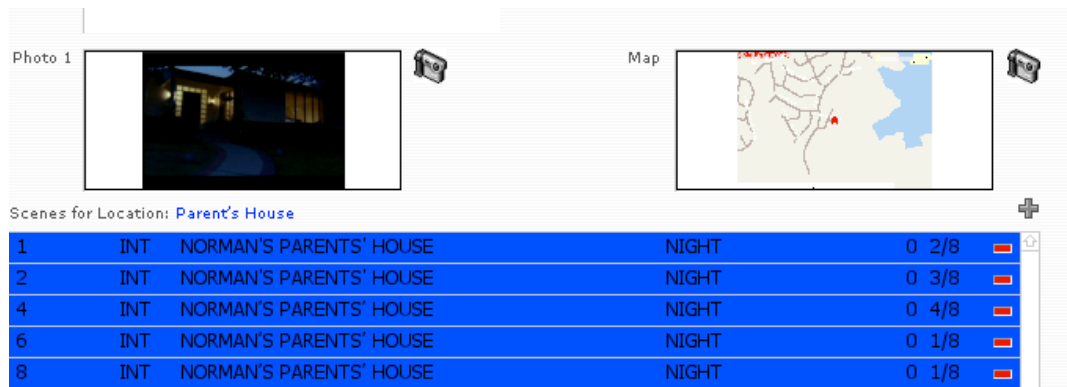 Photo 1 Map
Scenes for Location: Parent's House
1 INT NORMAN'S PARENTS' HOUSE NIGHT 0 2/8
2 INT NORMAN'S PARENTS' HOUSE NIGHT 0 3/8
4 INT NORMAN'S PARENTS' HOUSE NIGHT 0 4/8
6 INT NORMAN'S PARENTS' HOUSE NIGHT 0 1/8
8 INT NORMAN'S PARENTS' HOUSE NIGHT 0 1/8